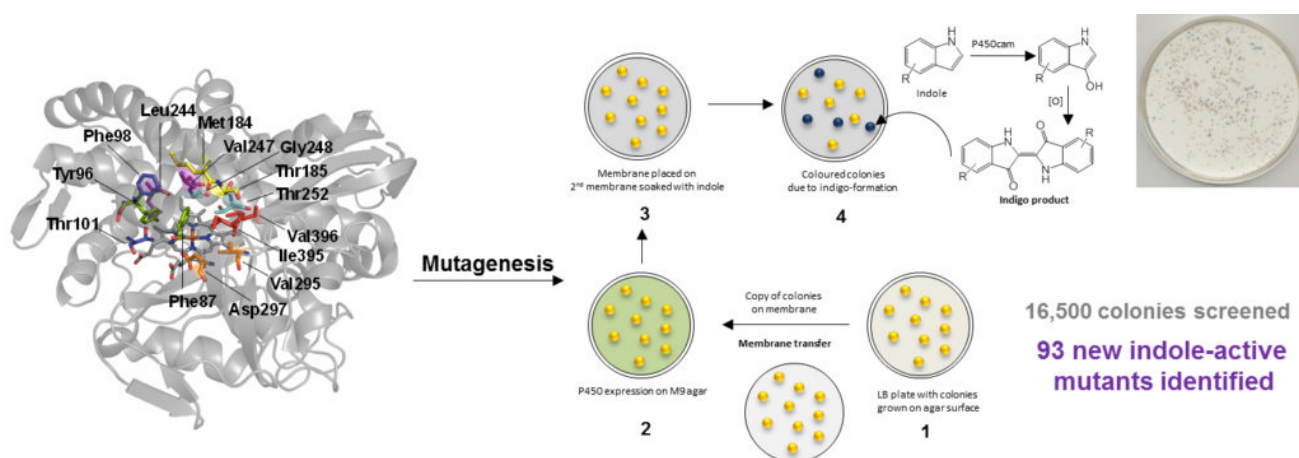 Leu244
Met184
Phe98
Val247
Gly248
Tyr96
Thr185
Thr252
Thr101
Val396
Ile395
Val295
Phe87
Asp297
Mutagenesis
Membrane placed on
2nd membrane soaked with indole
3
Coloured colonies
due to indigo-formation
4
H
N
R
Indole
P450cam
H
N
R
OH
[O]
H
N
O
R
R
O
N
H
Indigo product
P450 expression on M9 agar
2
Copy of colonies
on membrane
Membrane transfer
LB plate with colonies
grown on agar surface
1
16,500 colonies screened
93 new indole-active
mutants identified